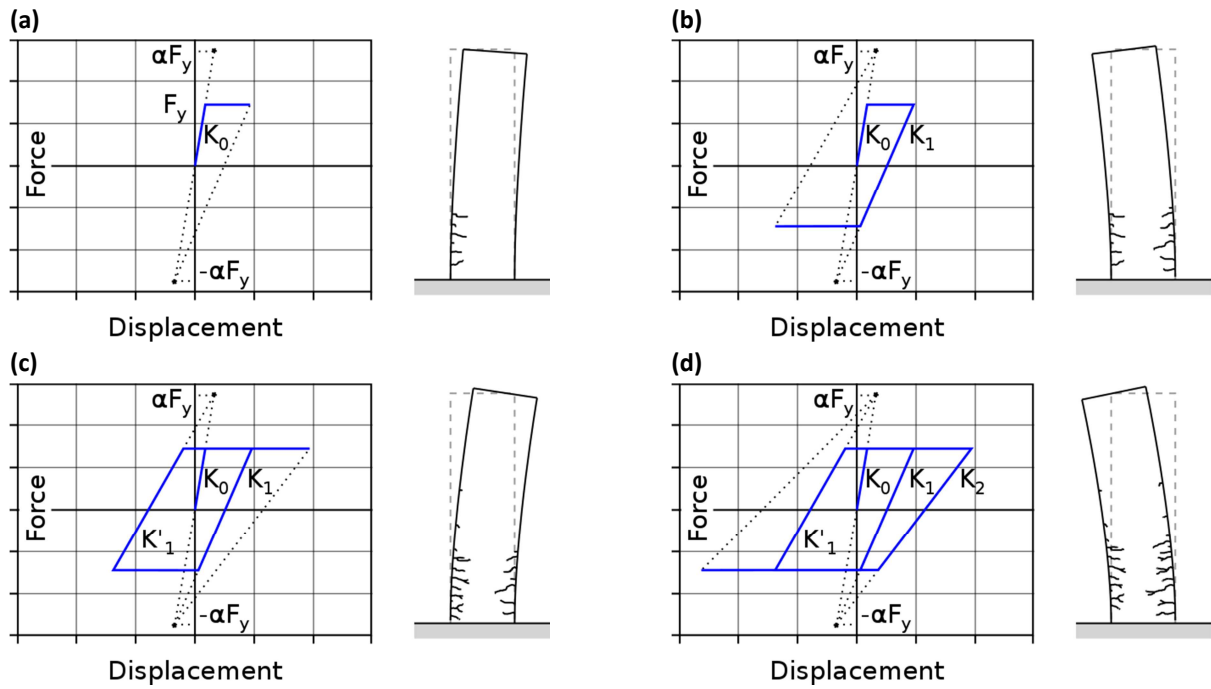 (a)
αFy
Fy
K0
-αFy
Force
Displacement
(b)
αFy
K0
K1
-αFy
Force
Displacement
(c)
αFy
K0
K1
K'1
-αFy
Force
Displacement
(d)
αFy
K0
K1
K2
K'1
-αFy
Force
Displacement